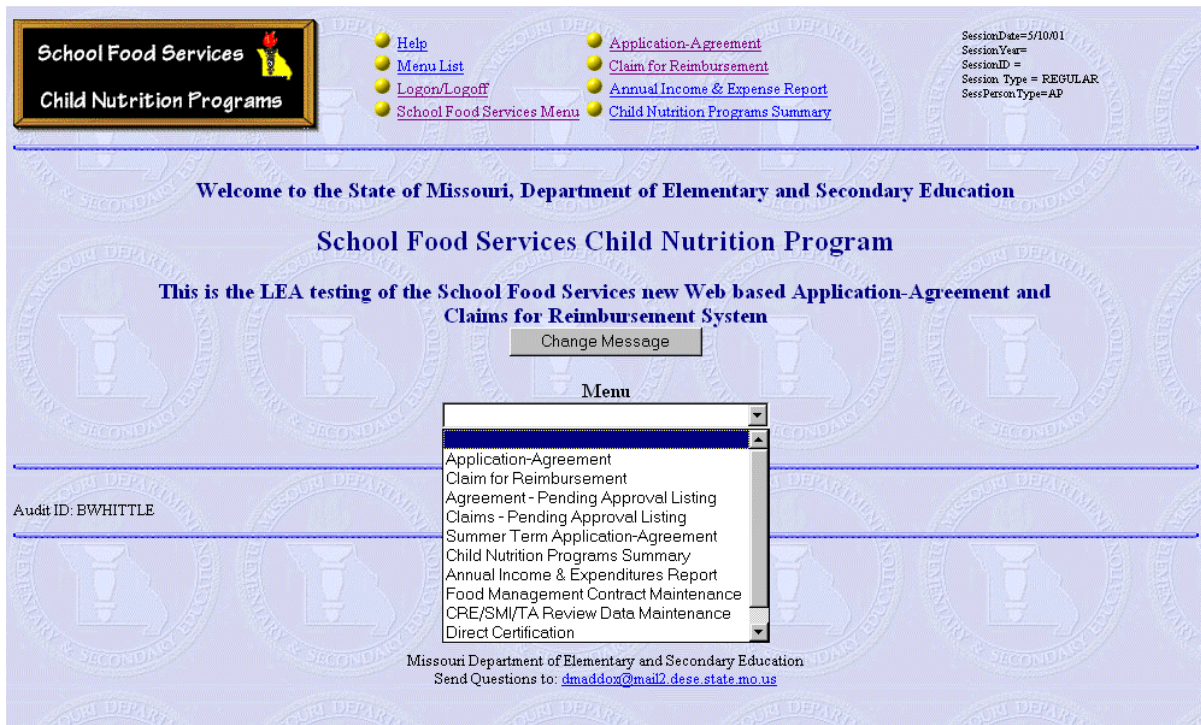 School Food Services
Child Nutrition Programs
Help
Menu List
Logon/Logoff
School Food Services Menu
Application-Agreement
Claim for Reimbursement
Annual Income & Expense Report
Child Nutrition Programs Summary
SessionDate=5/10/01
SessionYear=
SessionID =
Session Type = REGULAR
SessPersonType=AP
Welcome to the State of Missouri, Department of Elementary and Secondary Education
School Food Services Child Nutrition Program
This is the LEA testing of the School Food Services new Web based Application-Agreement and
Claims for Reimbursement System
Change Message
Menu
Application-Agreement
Claim for Reimbursement
Agreement - Pending Approval Listing
Claims - Pending Approval Listing
Summer Term Application-Agreement
Child Nutrition Programs Summary
Annual Income & Expenditures Report
Food Management Contract Maintenance
CRE/SMI/TA Review Data Maintenance
Direct Certification
Audit ID: BWHITTLE
Missouri Department of Elementary and Secondary Education
Send Questions to: dmaddox@mail2.dese.state.mo.us